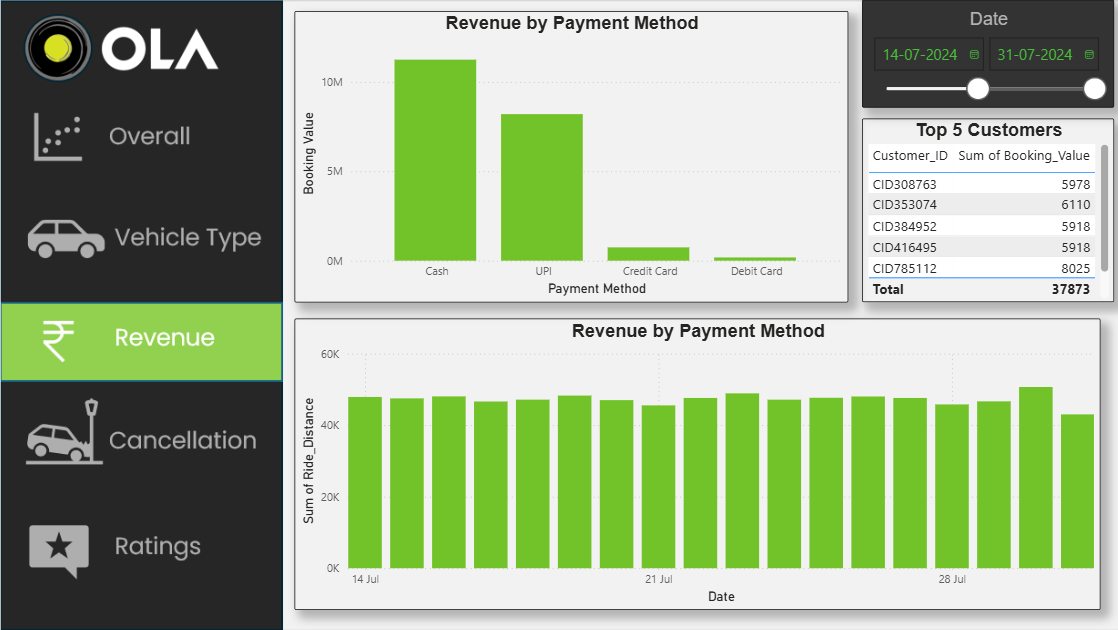 OLA
Overall
Vehicle Type
Revenue
Cancellation
Ratings
Revenue by Payment Method
Booking Value
10M
5M
0M
Cash UPI Credit Card Debit Card
Payment Method
Date
14-07-2024 31-07-2024
Top 5 Customers
Customer_ID Sum of Booking_Value
CID308763 5978
CID353074 6110
CID384952 5918
CID416495 5918
CID785112 8025
Total 37873
Revenue by Payment Method
Sum of Ride_Distance
60K
40K
20K
0K
14 Jul 21 Jul 28 Jul
Date